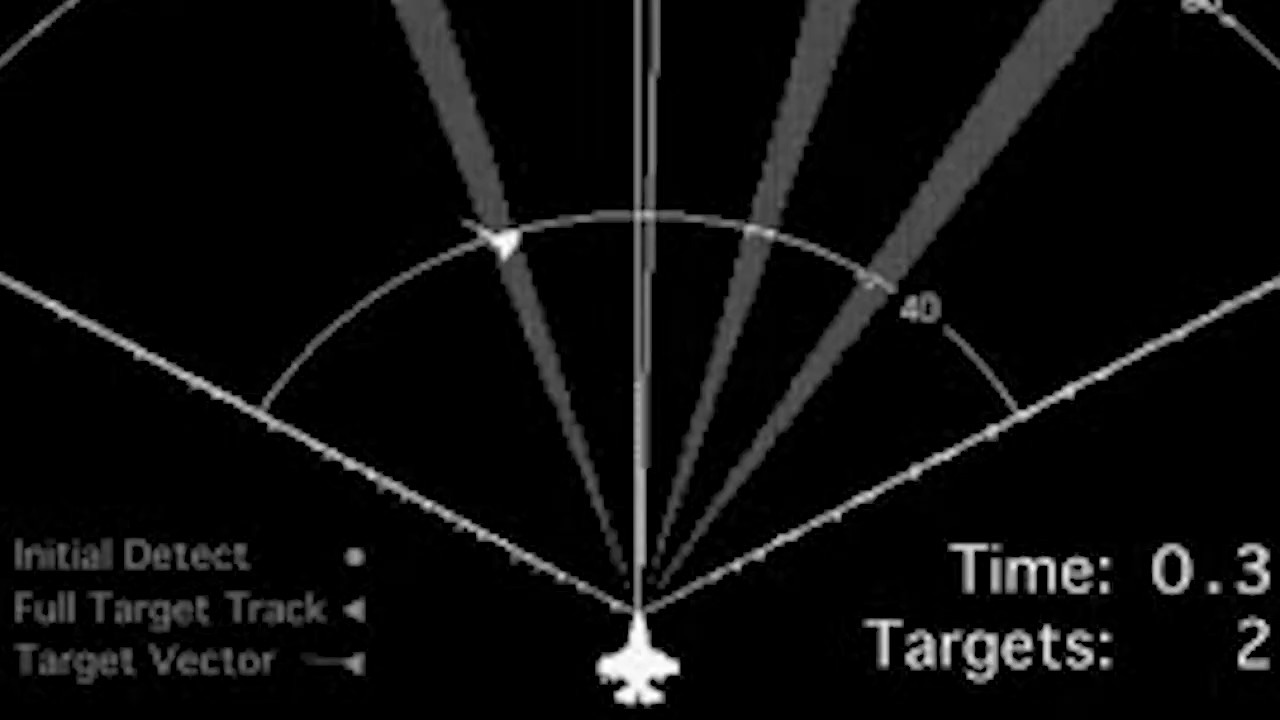 40
Initial Detect
Full Target Track
Target Vector
Time: 0.3
Targets: 2